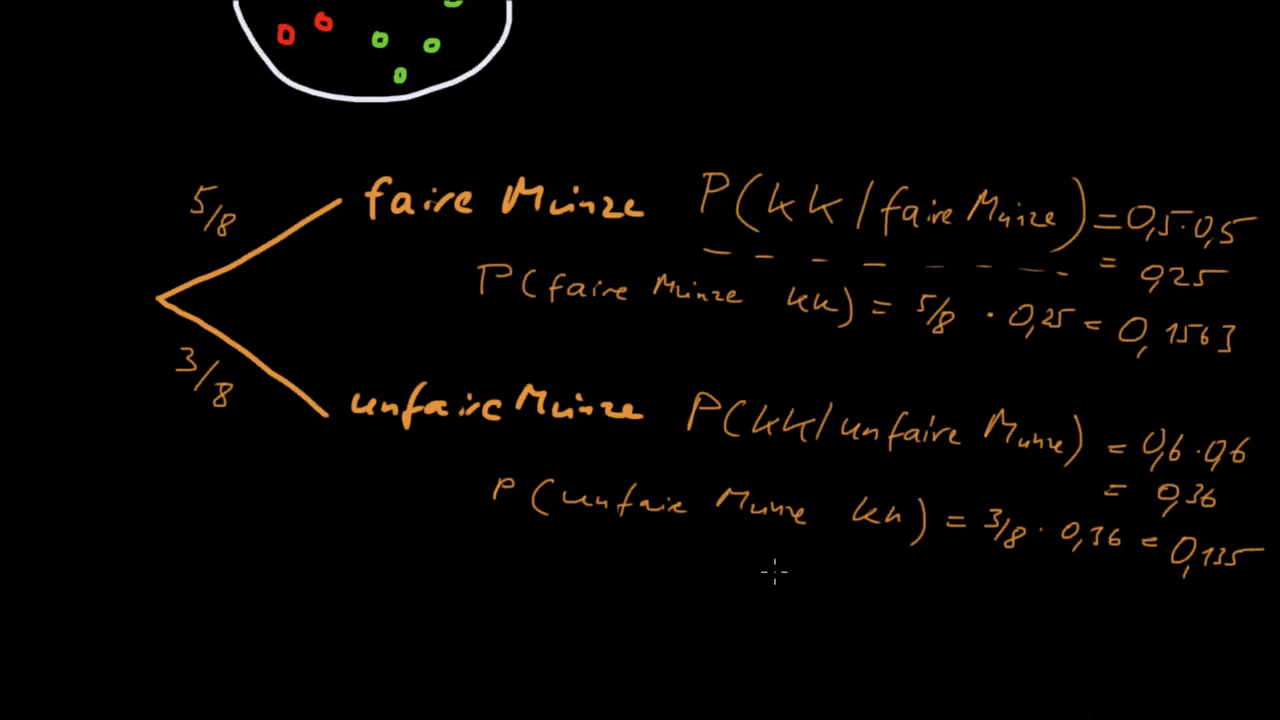 5/8
faire Münze P(KK/faire Münze) = 0,5·0,5
= 0,25
P(faire Münze KK) = 5/8 · 0,25 = 0,1563
3/8
unfaire Münze P(KK/unfaire Münze) = 0,6·0,6
= 0,36
P(unfaire Münze KK) = 3/8 · 0,36 = 0,135